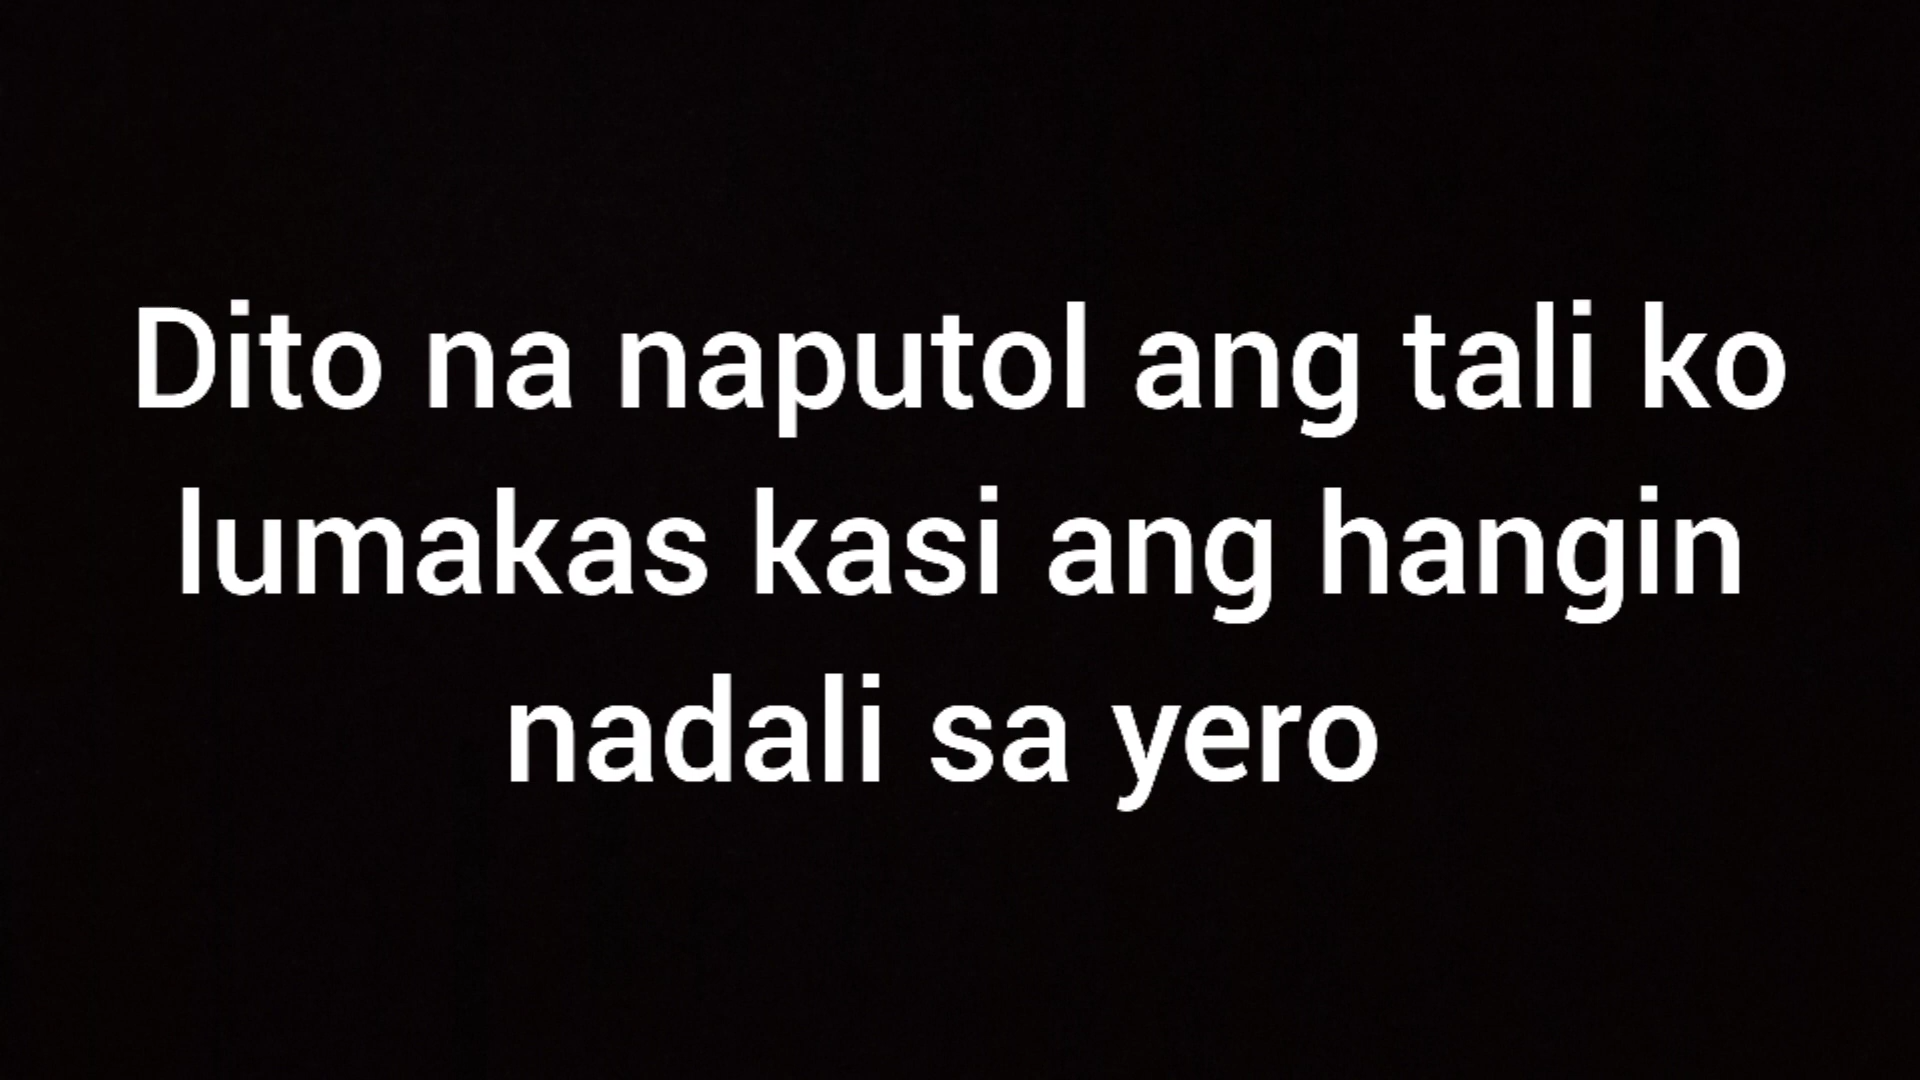 Dito na naputol ang tali ko
lumakas kasi ang hangin
nadali sa yero